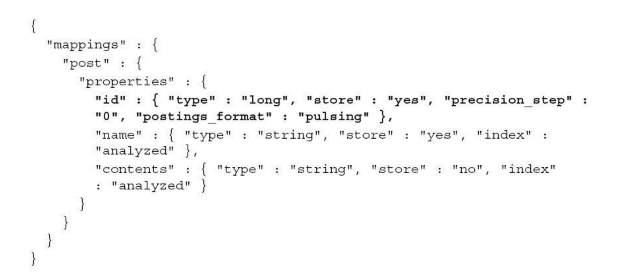 {
"mappings" : {
"post" : {
"properties" : {
"id" : { "type" : "long", "store" : "yes", "precision_step" :
"0", "postings_format" : "pulsing" },
"name" : { "type" : "string", "store" : "yes", "index" :
"analyzed" },
"contents" : { "type" : "string", "store" : "no", "index"
: "analyzed" }
}
}
}
}